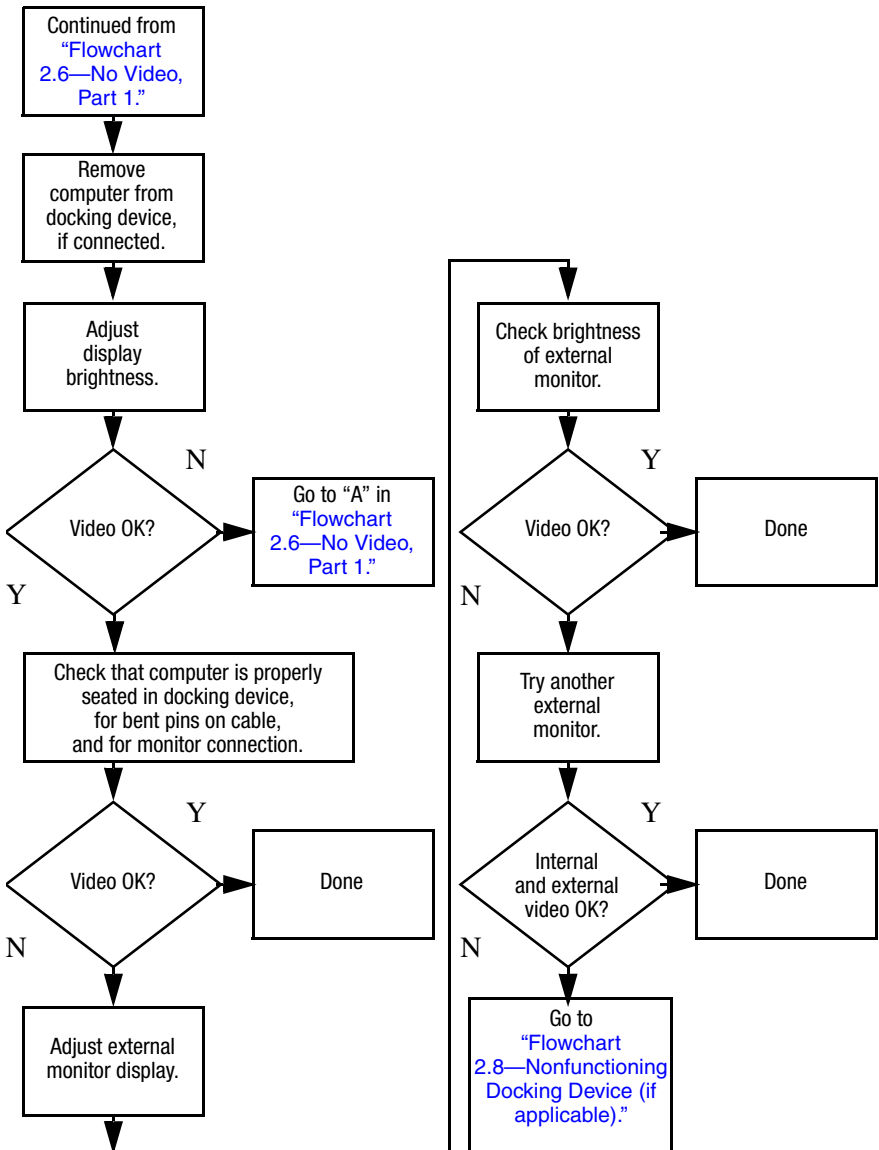 Continued from
“Flowchart
2.6—No Video,
Part 1.”
Remove
computer from
docking device,
if connected.
Adjust
display
brightness.
N
Video OK?
Go to “A” in
“Flowchart
2.6—No Video,
Part 1.”
Y
Check that computer is properly
seated in docking device,
for bent pins on cable,
and for monitor connection.
Y
Video OK?
Done
N
Adjust external
monitor display.
Check brightness
of external
monitor.
Y
Video OK?
Done
N
Try another
external
monitor.
Y
Internal
and external
video OK?
Done
N
Go to
“Flowchart
2.8—Nonfunctioning
Docking Device (if
applicable).”